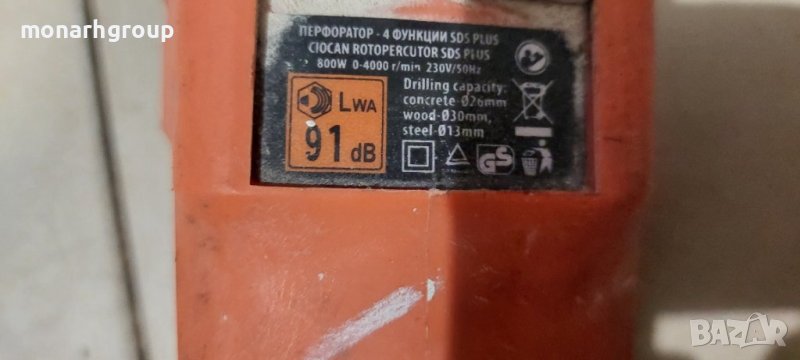 monarhgroup
ПЕРФОРАТОР - 4 ФУНКЦИИ SDS PLUS
CIOCAN ROTOPERCUTOR SDS PLUS
800W 0-4000 r/min 230V/50Hz
LWA
91 dB
Drilling capacity:
concrete-Ø26mm
wood-Ø30mm,
steel-Ø13mm
GS
BAZAR